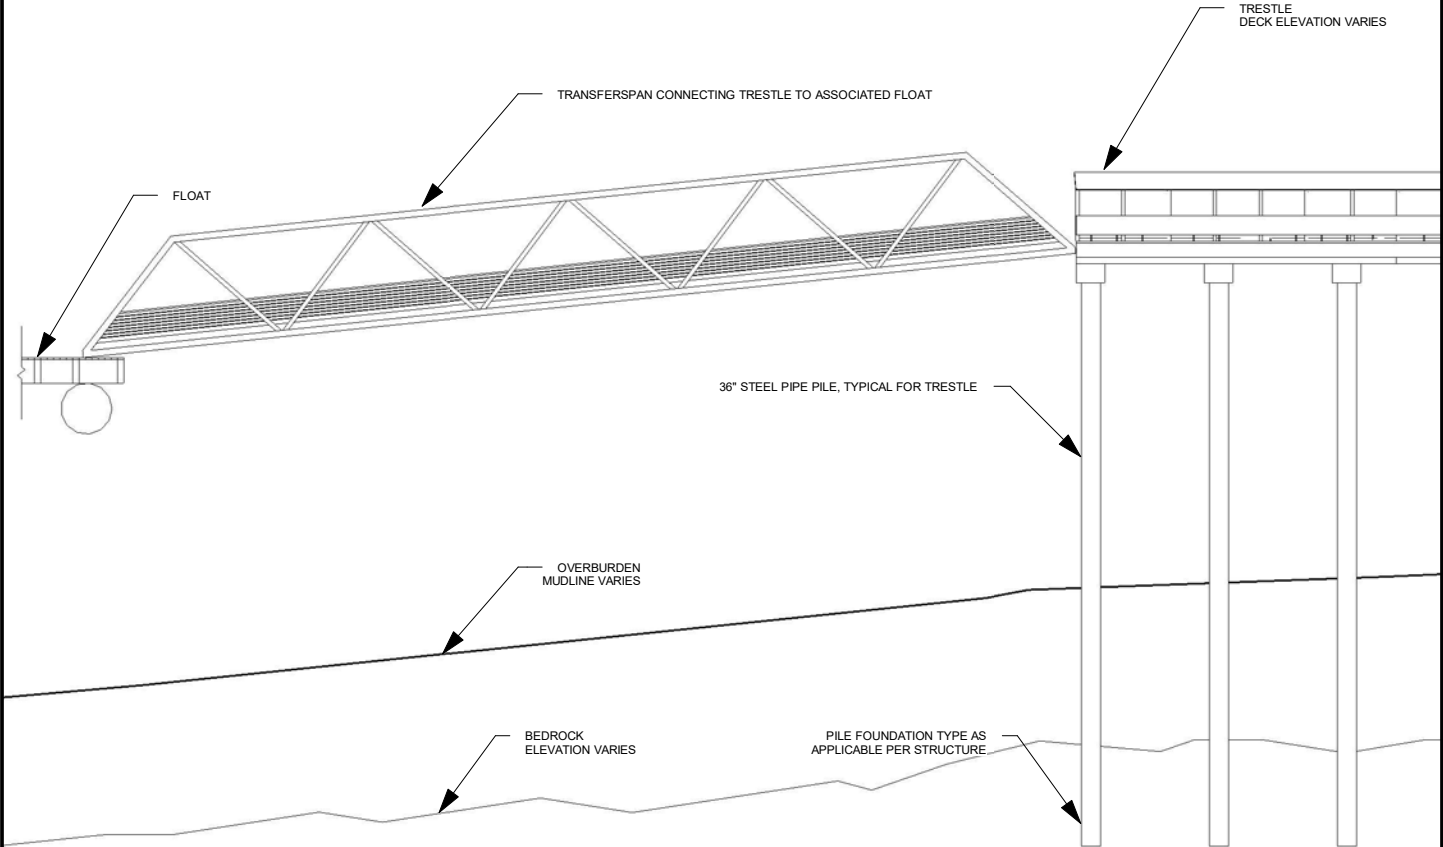 TRESTLE
DECK ELEVATION VARIES
TRANSFERSPAN CONNECTING TRESTLE TO ASSOCIATED FLOAT
FLOAT
36" STEEL PIPE PILE, TYPICAL FOR TRESTLE
OVERBURDEN
MUDLINE VARIES
BEDROCK
ELEVATION VARIES
PILE FOUNDATION TYPE AS
APPLICABLE PER STRUCTURE